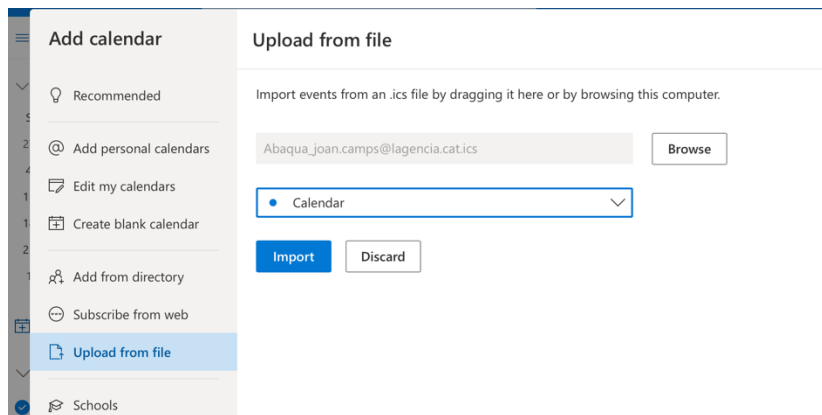 Add calendar
Recommended
Add personal calendars
Edit my calendars
Create blank calendar
Add from directory
Subscribe from web
Upload from file
Schools
Upload from file
Import events from an .ics file by dragging it here or by browsing this computer.
Abaqua_joan.camps@lagencia.cat.ics
Browse
Calendar
Import Discard